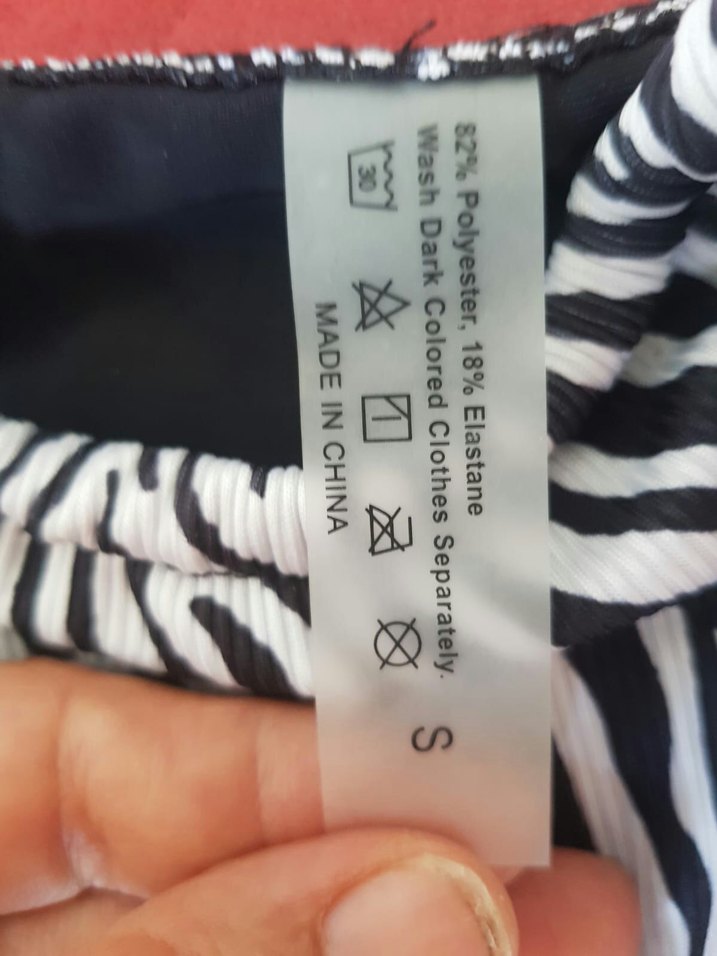 82% Polyester, 18% Elastane
Wash Dark Colored Clothes Separately.
30
MADE IN CHINA
S